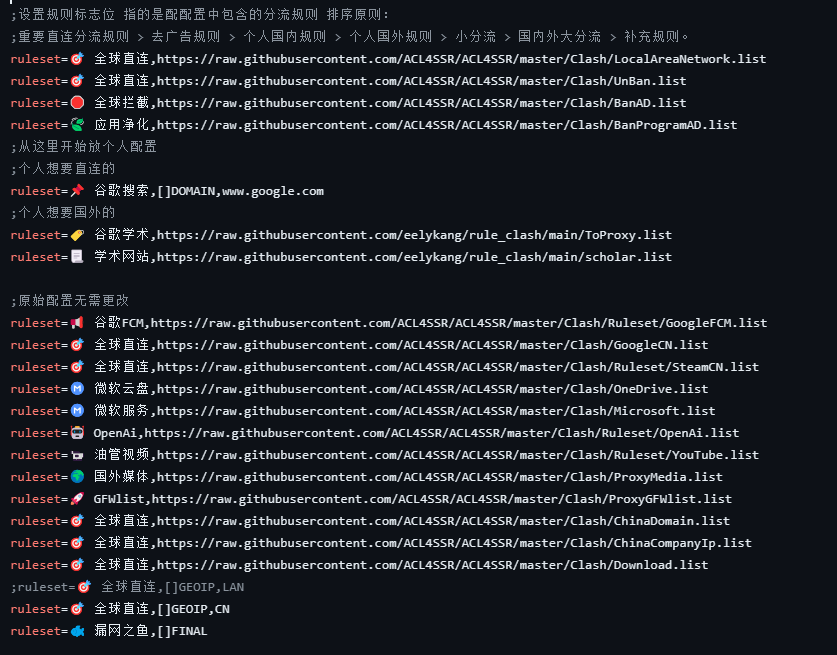 ;设置规则标志位 指的是配配置中包含的分流规则 排序原则:
;重要直连分流规则 > 去广告规则 > 个人国内规则 > 个人国外规则 > 小分流 > 国内外大分流 > 补充规则。
ruleset=🎯 全球直连,https://raw.githubusercontent.com/ACL4SSR/ACL4SSR/master/Clash/LocalAreaNetwork.list
ruleset=🎯 全球直连,https://raw.githubusercontent.com/ACL4SSR/ACL4SSR/master/Clash/UnBan.list
ruleset=🛑 全球拦截,https://raw.githubusercontent.com/ACL4SSR/ACL4SSR/master/Clash/BanAD.list
ruleset=🍃 应用净化,https://raw.githubusercontent.com/ACL4SSR/ACL4SSR/master/Clash/BanProgramAD.list
;从这里开始放个人配置
;个人想要直连的
ruleset=📌 谷歌搜索,[]DOMAIN,www.google.com
;个人想要国外的
ruleset=🏷️ 谷歌学术,https://raw.githubusercontent.com/eelykang/rule_clash/main/ToProxy.list
ruleset=📃 学术网站,https://raw.githubusercontent.com/eelykang/rule_clash/main/scholar.list
;原始配置无需更改
ruleset=📢 谷歌FCM,https://raw.githubusercontent.com/ACL4SSR/ACL4SSR/master/Clash/Ruleset/GoogleFCM.list
ruleset=🎯 全球直连,https://raw.githubusercontent.com/ACL4SSR/ACL4SSR/master/Clash/GoogleCN.list
ruleset=🎯 全球直连,https://raw.githubusercontent.com/ACL4SSR/ACL4SSR/master/Clash/Ruleset/SteamCN.list
ruleset=Ⓜ️ 微软云盘,https://raw.githubusercontent.com/ACL4SSR/ACL4SSR/master/Clash/OneDrive.list
ruleset=Ⓜ️ 微软服务,https://raw.githubusercontent.com/ACL4SSR/ACL4SSR/master/Clash/Microsoft.list
ruleset=🤖 OpenAi,https://raw.githubusercontent.com/ACL4SSR/ACL4SSR/master/Clash/Ruleset/OpenAi.list
ruleset=📹 油管视频,https://raw.githubusercontent.com/ACL4SSR/ACL4SSR/master/Clash/Ruleset/YouTube.list
ruleset=🌍 国外媒体,https://raw.githubusercontent.com/ACL4SSR/ACL4SSR/master/Clash/ProxyMedia.list
ruleset=🚀 GFWlist,https://raw.githubusercontent.com/ACL4SSR/ACL4SSR/master/Clash/ProxyGFWlist.list
ruleset=🎯 全球直连,https://raw.githubusercontent.com/ACL4SSR/ACL4SSR/master/Clash/ChinaDomain.list
ruleset=🎯 全球直连,https://raw.githubusercontent.com/ACL4SSR/ACL4SSR/master/Clash/ChinaCompanyIp.list
ruleset=🎯 全球直连,https://raw.githubusercontent.com/ACL4SSR/ACL4SSR/master/Clash/Download.list
;ruleset=🎯 全球直连,[]GEOIP,LAN
ruleset=🎯 全球直连,[]GEOIP,CN
ruleset=🐟 漏网之鱼,[]FINAL